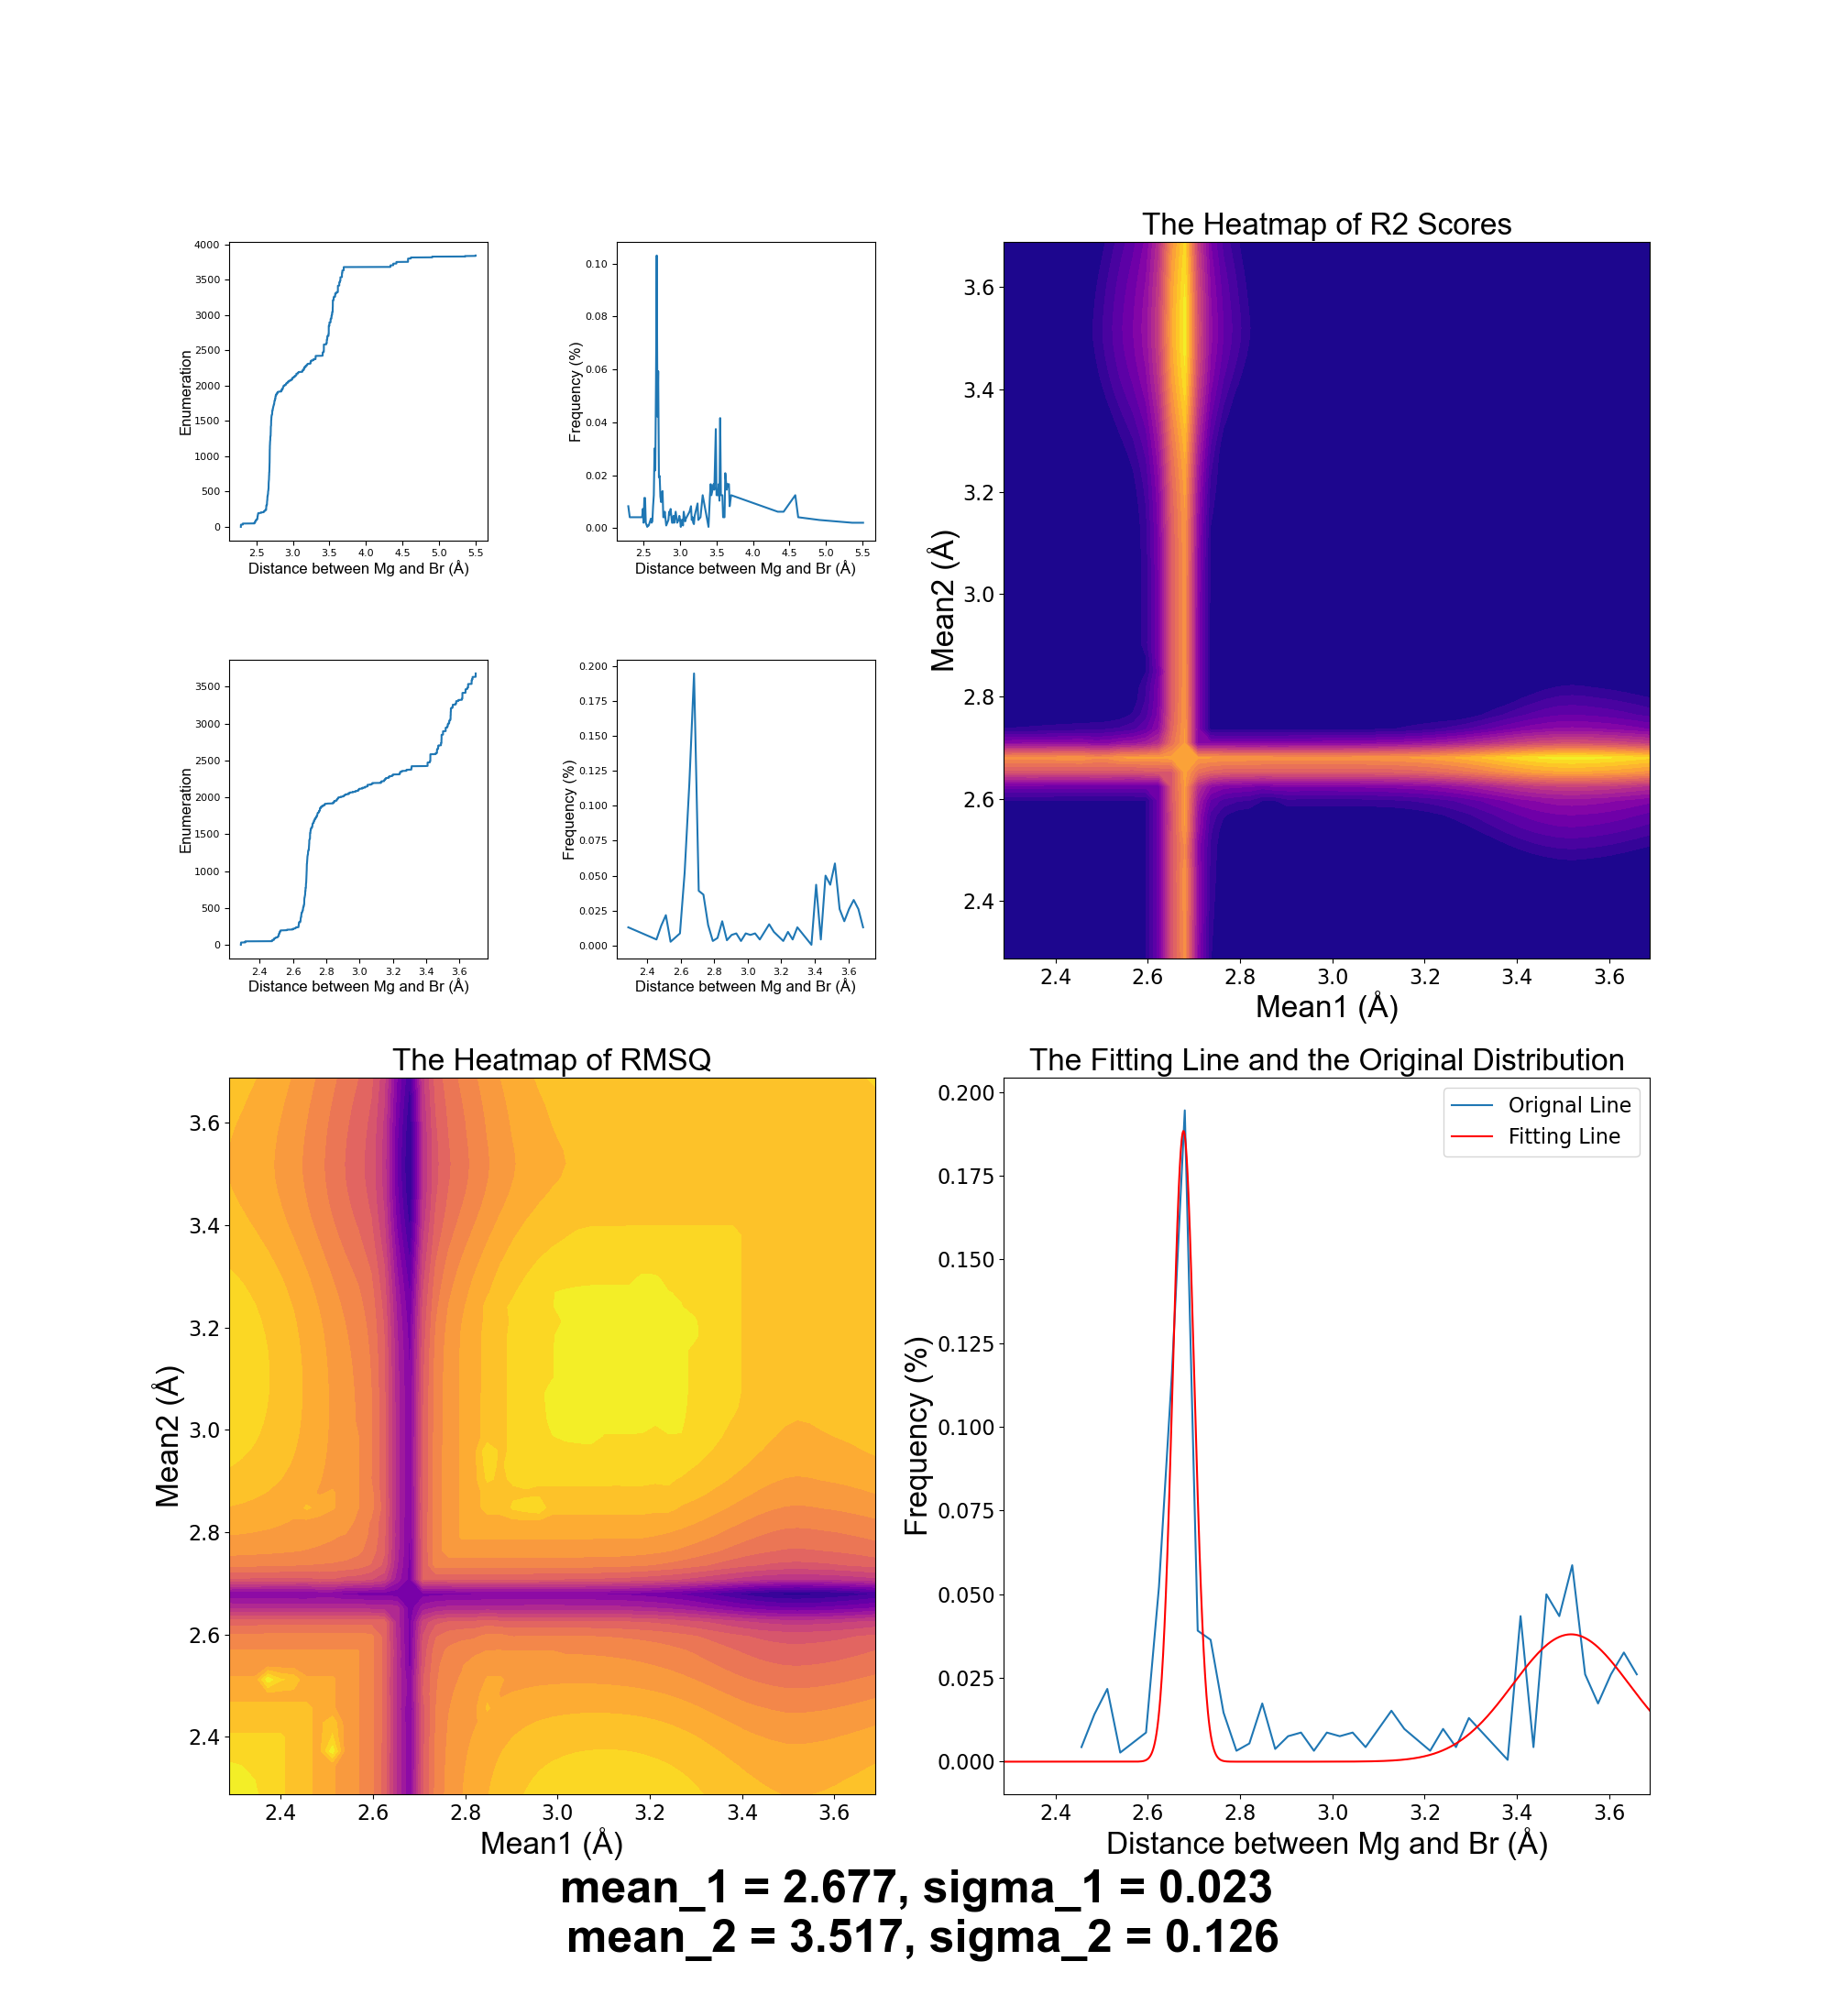 The Heatmap of R2 Scores
4000
3500
3000
2500
2000
1500
1000
500
0
Enumeration
2.5 3.0 3.5 4.0 4.5 5.0 5.5
Distance between Mg and Br (Å)
0.10
0.08
0.06
0.04
0.02
0.00
Frequency (%)
2.5 3.0 3.5 4.0 4.5 5.0 5.5
Distance between Mg and Br (Å)
3.6
3.4
3.2
3.0
2.8
2.6
2.4
Mean2 (Å)
2.4 2.6 2.8 3.0 3.2 3.4 3.6
Mean1 (Å)
3500
3000
2500
2000
1500
1000
500
0
Enumeration
2.4 2.6 2.8 3.0 3.2 3.4 3.6
Distance between Mg and Br (Å)
0.200
0.175
0.150
0.125
0.100
0.075
0.050
0.025
0.000
Frequency (%)
2.4 2.6 2.8 3.0 3.2 3.4 3.6
Distance between Mg and Br (Å)
The Heatmap of RMSQ
3.6
3.4
3.2
3.0
2.8
2.6
2.4
Mean2 (Å)
2.4 2.6 2.8 3.0 3.2 3.4 3.6
Mean1 (Å)
The Fitting Line and the Original Distribution
0.200
0.175
0.150
0.125
0.100
0.075
0.050
0.025
0.000
Frequency (%)
Orignal Line
Fitting Line
2.4 2.6 2.8 3.0 3.2 3.4 3.6
Distance between Mg and Br (Å)
mean_1 = 2.677, sigma_1 = 0.023
mean_2 = 3.517, sigma_2 = 0.126